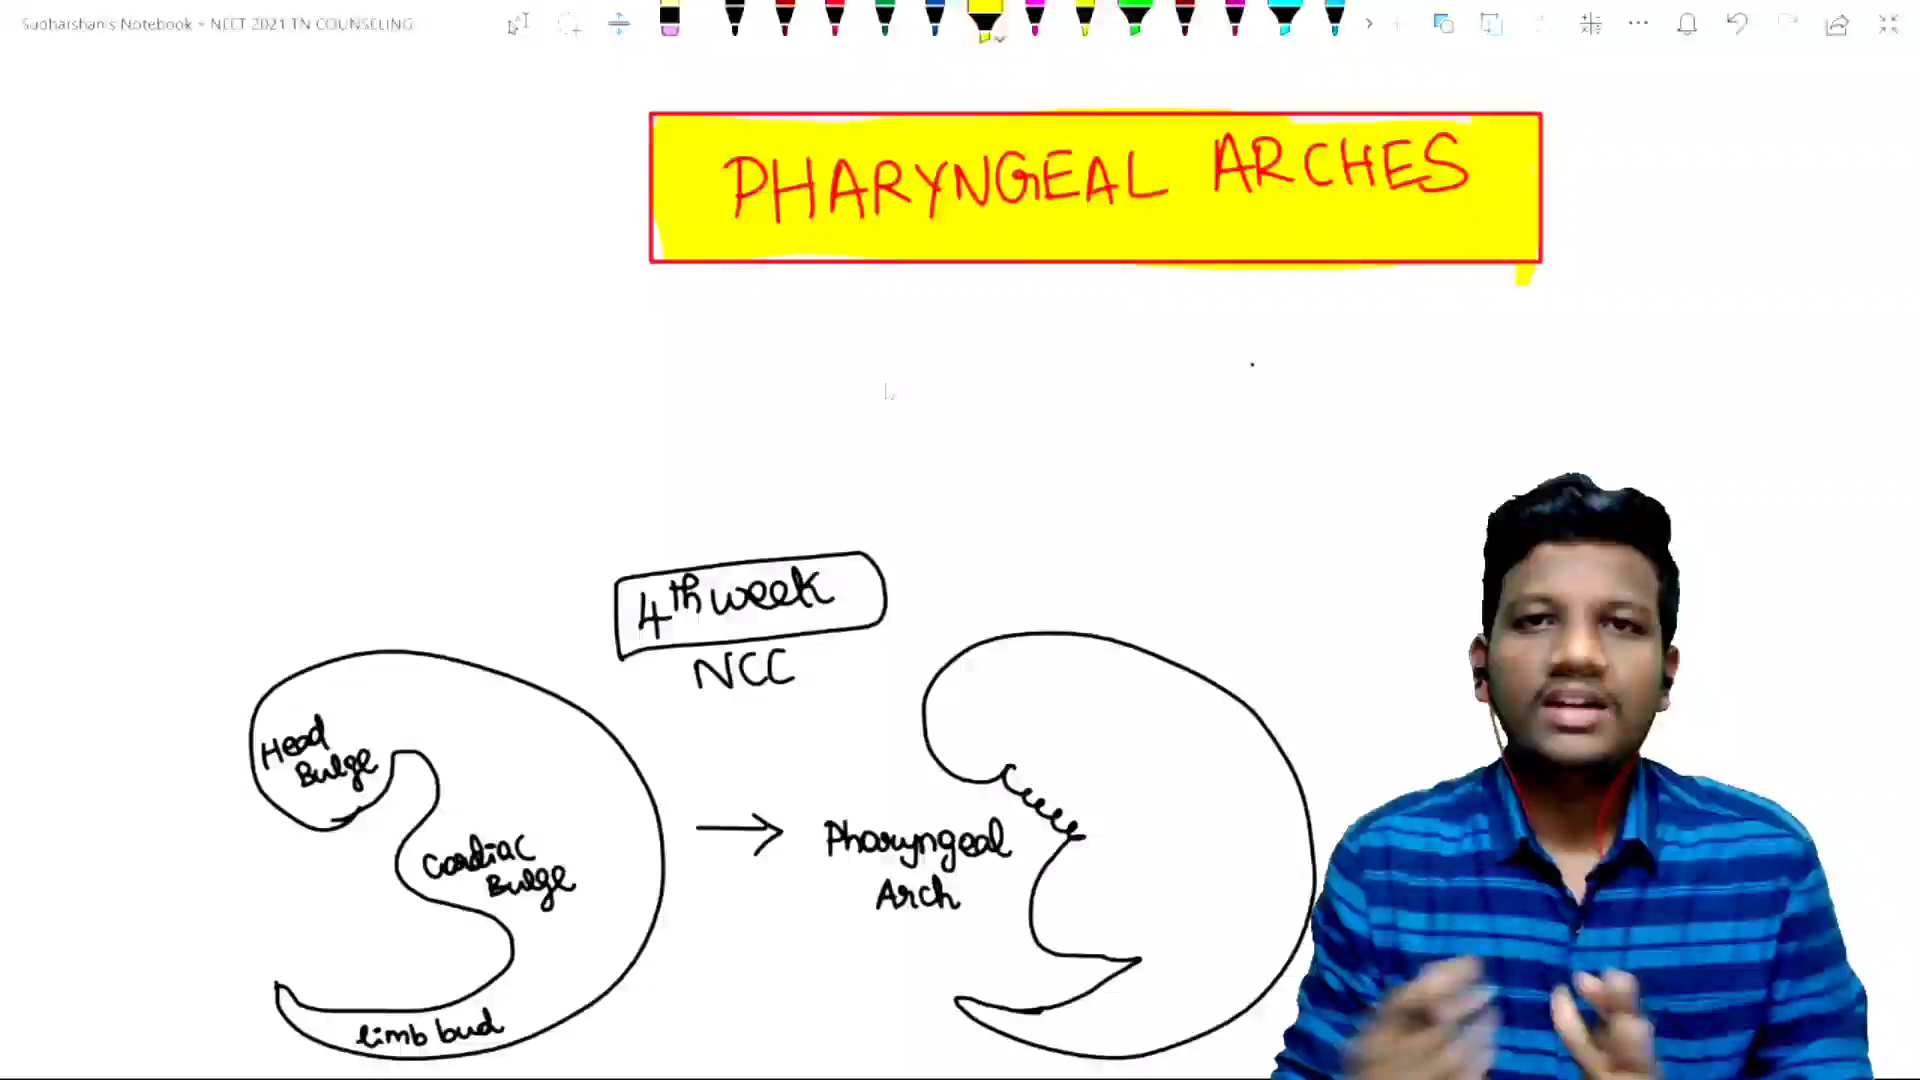 Sudharshan's Notebook - NEET 2021 TN COUNSELING
PHARYNGEAL ARCHES
4th week
NCC
Head
Bulge
Cardiac
Bulge
limb bud
Pharyngeal
Arch